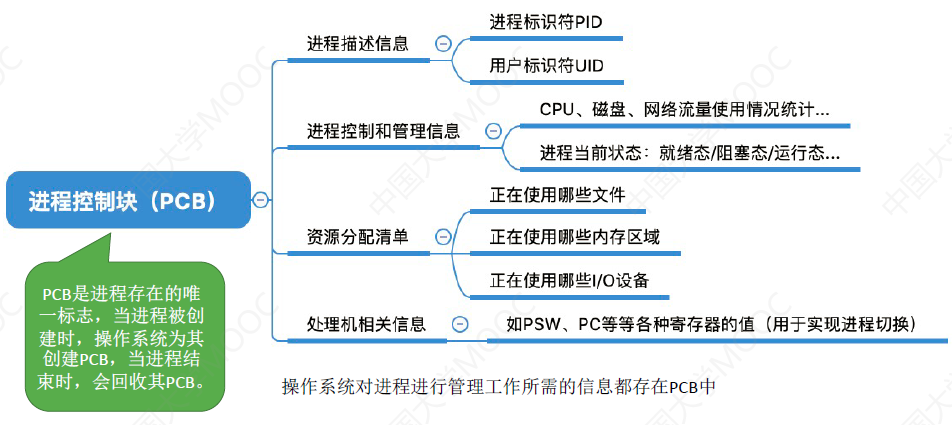 进程标识符PID
进程描述信息
用户标识符UID
CPU、磁盘、网络流量使用情况统计...
进程控制和管理信息
进程当前状态：就绪态/阻塞态/运行态...
进程控制块（PCB）
正在使用哪些文件
资源分配清单
正在使用哪些内存区域
正在使用哪些I/O设备
处理机相关信息
如PSW、PC等等各种寄存器的值（用于实现进程切换）
PCB是进程存在的唯
一标志，当进程被创
建时，操作系统为其
创建PCB，当进程结
束时，会回收其PCB。
操作系统对进程进行管理工作所需的信息都存在PCB中
中国大学MOOC